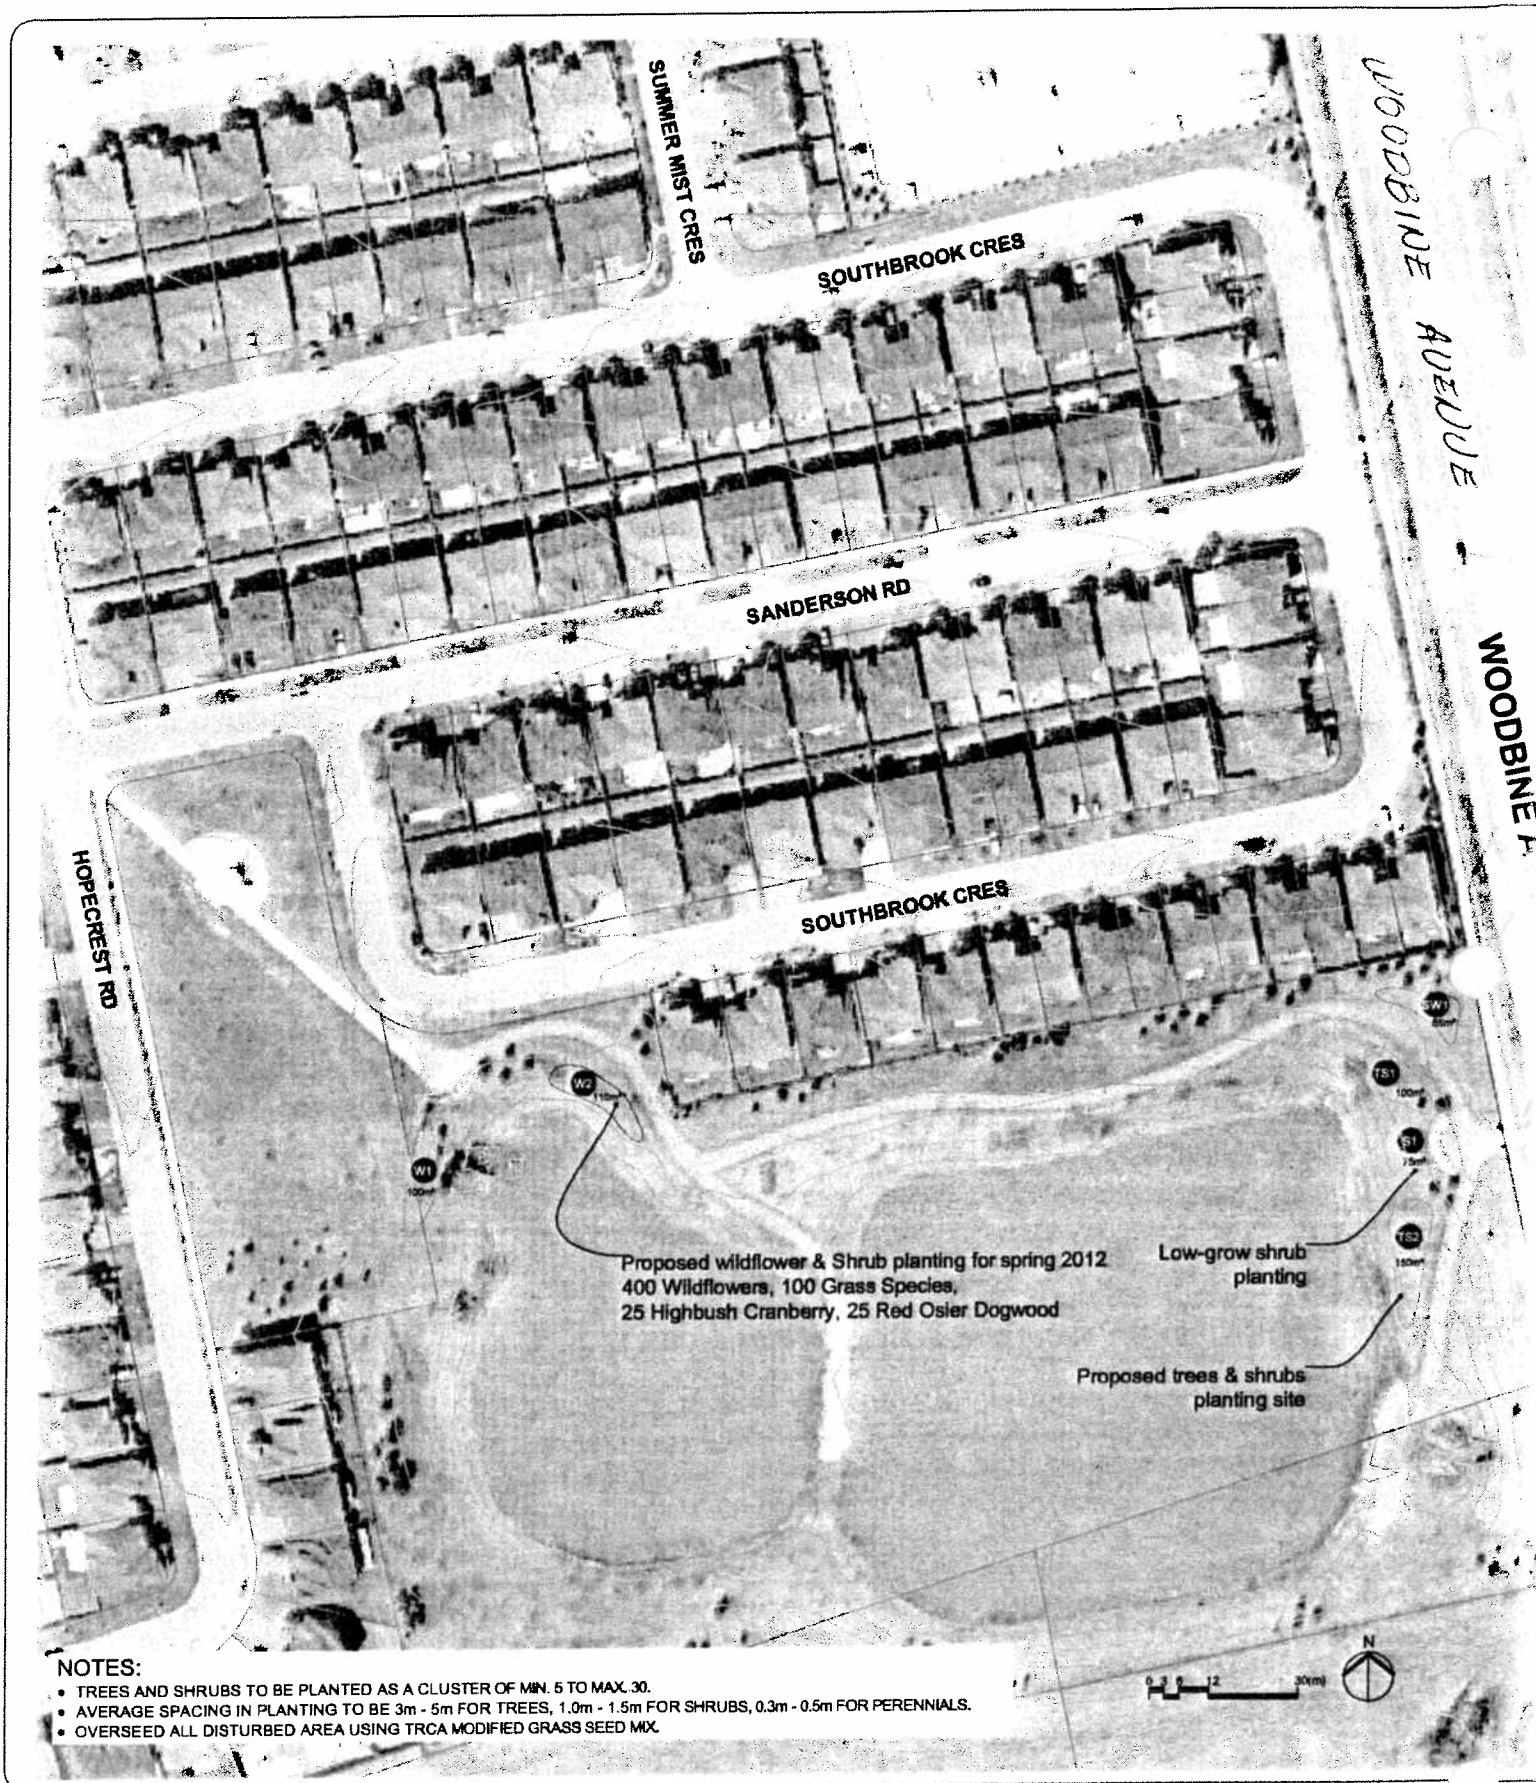 SUMMER MIST CRES
WOODBINE AVENUE
SOUTHBROOK CRES
SANDERSON RD
WOODBINE A
HOPECREST RD
SOUTHBROOK CRES
W2
TS1
100m²
S1
75m²
W1
100m²
TS2
150m²
Proposed wildflower & Shrub planting for spring 2012
400 Wildflowers, 100 Grass Species,
25 Highbush Cranberry, 25 Red Osier Dogwood
Low-grow shrub
planting
Proposed trees & shrubs
planting site
N
0 3 6 12 30(m)
NOTES:
• TREES AND SHRUBS TO BE PLANTED AS A CLUSTER OF MIN. 5 TO MAX. 30.
• AVERAGE SPACING IN PLANTING TO BE 3m - 5m FOR TREES, 1.0m - 1.5m FOR SHRUBS, 0.3m - 0.5m FOR PERENNIALS.
• OVERSEED ALL DISTURBED AREA USING TRCA MODIFIED GRASS SEED MIX.